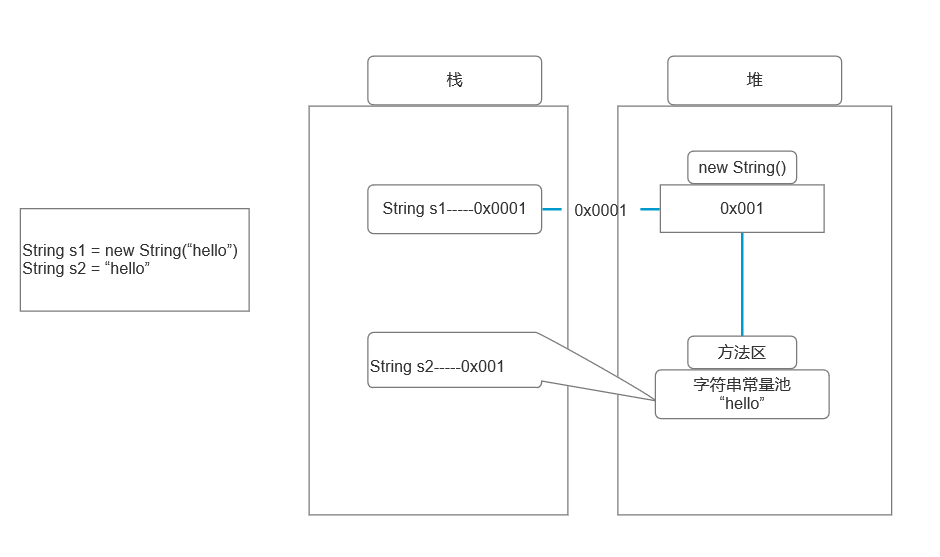 栈
堆
new String()
String s1-----0x0001
0x0001
0x001
String s1 = new String(“hello”)
String s2 = “hello”
方法区
String s2-----0x001
字符串常量池
“hello”